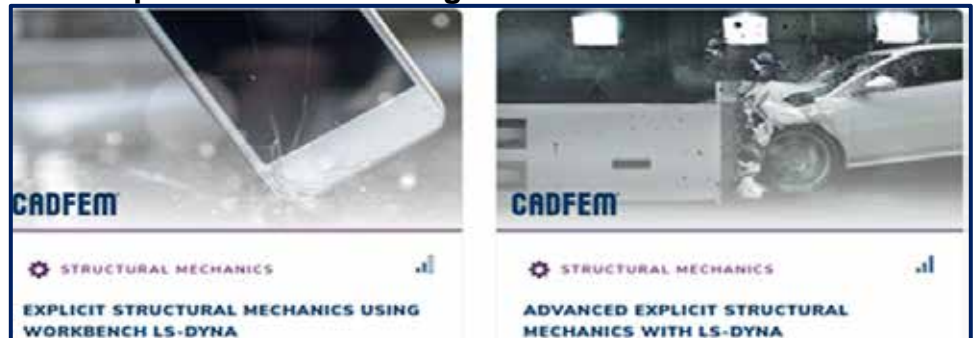 CADFEM
CADFEM
STRUCTURAL MECHANICS
STRUCTURAL MECHANICS
EXPLICIT STRUCTURAL MECHANICS USING
WORKBENCH LS-DYNA
ADVANCED EXPLICIT STRUCTURAL
MECHANICS WITH LS-DYNA